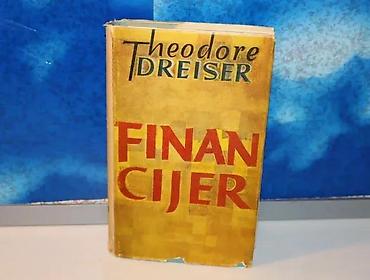 Theodore
DREISER
FINAN
CIJER